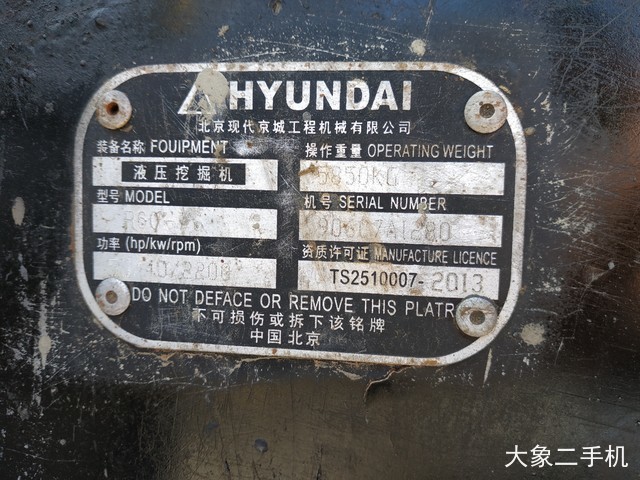 HYUNDAI
北京现代京城工程机械有限公司
装备名称 FOUIPMENT
液压挖掘机
操作重量 OPERATING WEIGHT
5850KG
型号 MODEL
机号 SERIAL NUMBER
功率 (hp/kw/rpm)
资质许可证 MANUFACTURE LICENCE
TS2510007-2013
DO NOT DEFACE OR REMOVE THIS PLATR
不可损伤或拆下该铭牌
中国北京
大象二手机